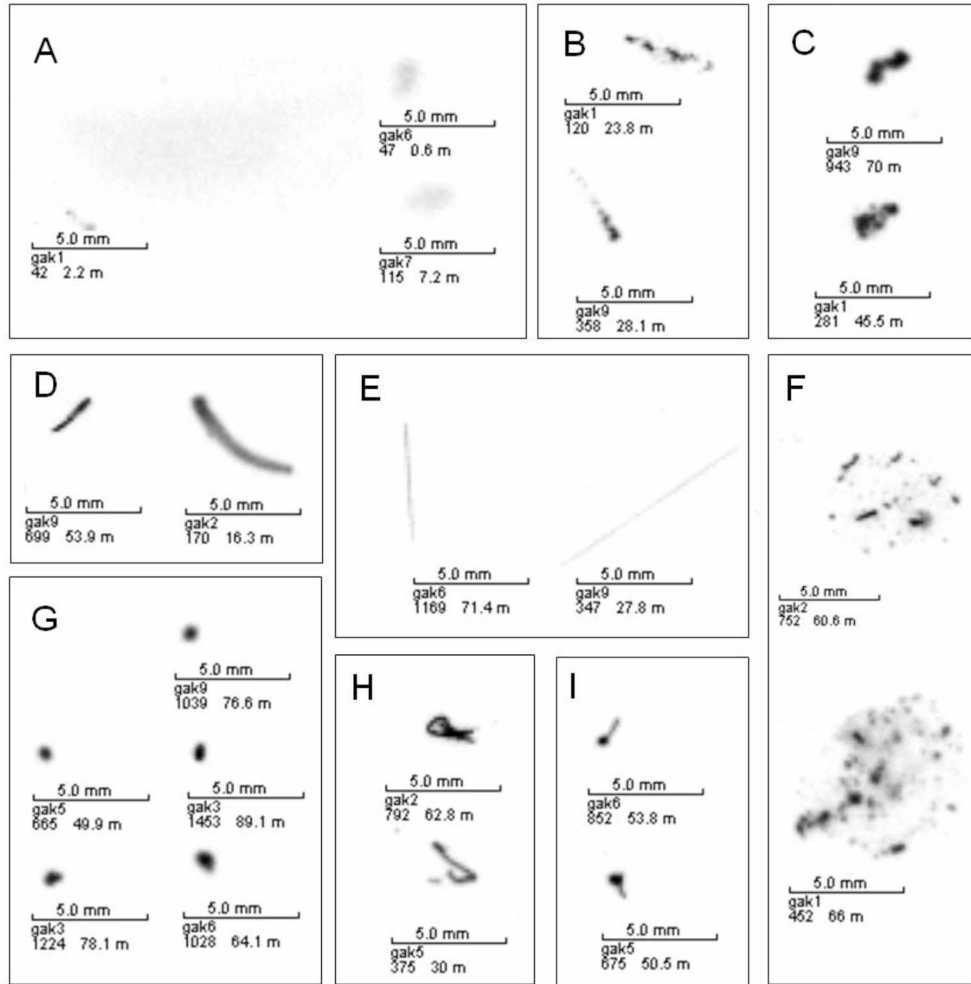 A
5.0 mm
gak6
47 0.6 m
5.0 mm
gak1
42 2.2 m
5.0 mm
gak7
115 7.2 m
B
5.0 mm
gak1
120 23.8 m
5.0 mm
gak9
358 28.1 m
C
5.0 mm
gak9
943 70 m
5.0 mm
gak1
281 45.5 m
D
5.0 mm
gak9
699 53.9 m
5.0 mm
gak2
170 16.3 m
E
5.0 mm
gak6
1169 71.4 m
5.0 mm
gak9
347 27.8 m
F
5.0 mm
gak2
752 60.6 m
5.0 mm
gak1
452 66 m
G
5.0 mm
gak9
1039 76.6 m
5.0 mm
gak5
665 49.9 m
5.0 mm
gak3
1453 89.1 m
5.0 mm
gak3
1224 78.1 m
5.0 mm
gak6
1028 64.1 m
H
5.0 mm
gak2
792 62.8 m
5.0 mm
gak5
375 30 m
I
5.0 mm
gak6
852 53.8 m
5.0 mm
gak5
675 50.5 m